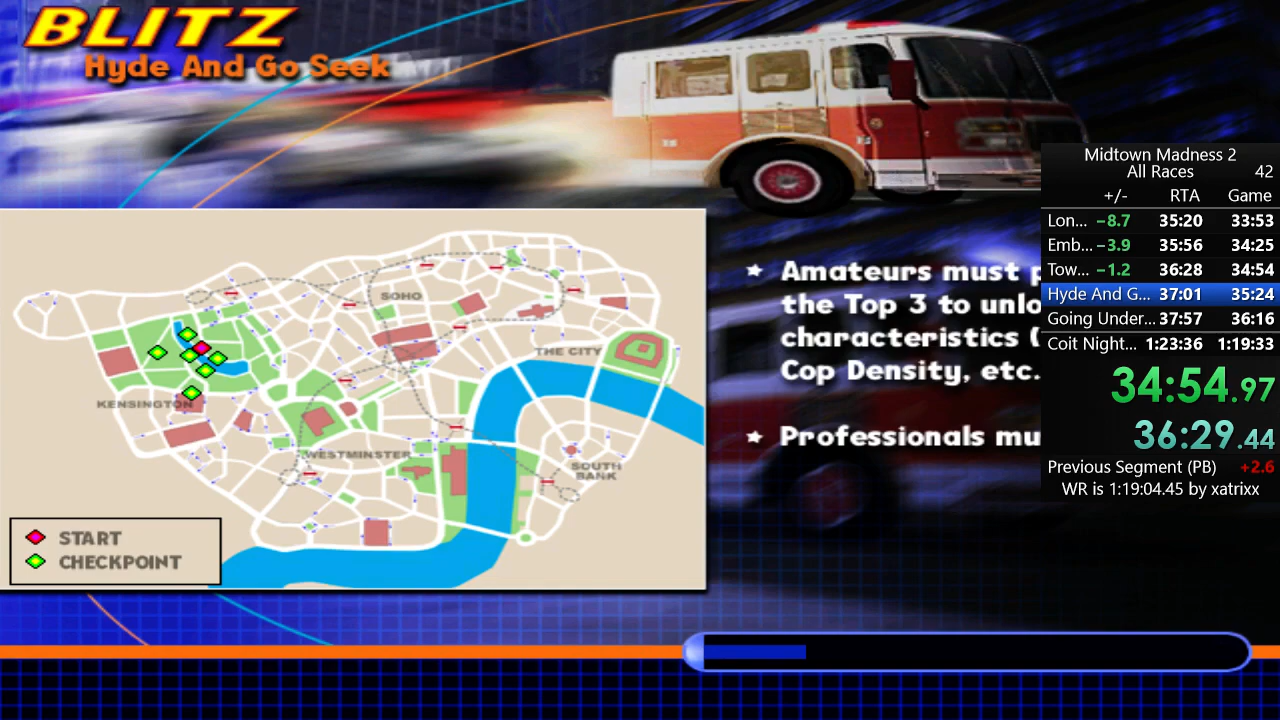 BLITZ
Hyde And Go Seek
SOHO
THE CITY
KENSINGTON
WESTMINSTER
SOUTH
BANK
START
CHECKPOINT
Amateurs must p
the Top 3 to unlo
characteristics (
Cop Density, etc.
Professionals mu
Midtown Madness 2
All Races 42
+/- RTA Game
Lon... −8.7 35:20 33:53
Emb... −3.9 35:56 34:25
Tow... −1.2 36:28 34:54
Hyde And G... 37:01 35:24
Going Under... 37:57 36:16
Coit Night... 1:23:36 1:19:33
34:54.97
36:29.44
Previous Segment (PB) +2.6
WR is 1:19:04.45 by xatrixx